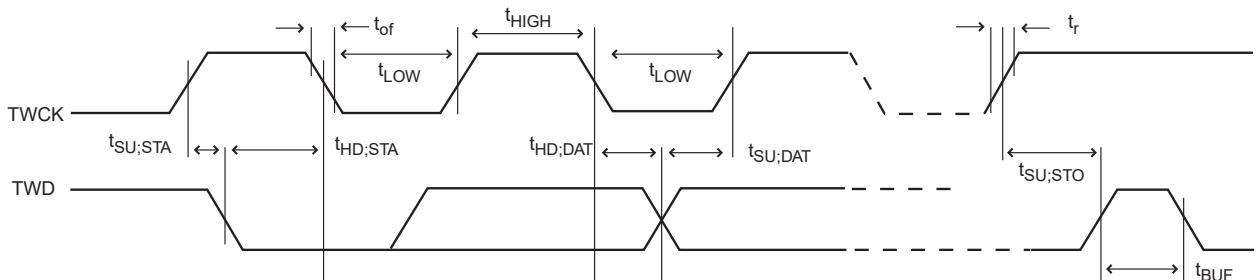 t_of
t_HIGH
t_r
t_LOW
t_LOW
TWCK
t_SU;STA
t_HD;STA
t_HD;DAT
t_SU;DAT
t_SU;STO
TWD
t_BUF